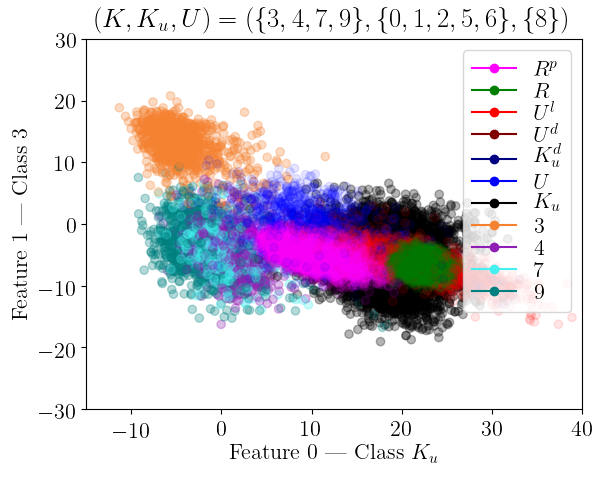 (K, K_u, U) = ({3, 4, 7, 9}, {0, 1, 2, 5, 6}, {8})
30
20
10
0
−10
−20
−30
Feature 1 — Class 3
R^p
R
U^l
U^d
K_u^d
U
K_u
3
4
7
9
−10
0
10
20
30
40
Feature 0 — Class K_u